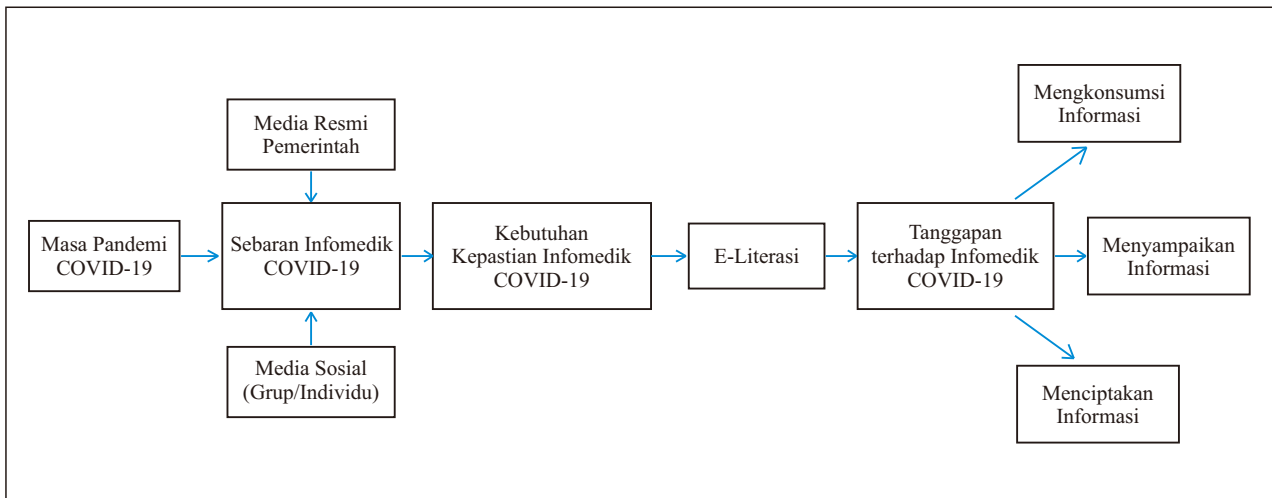 Masa Pandemi
COVID-19
Media Resmi
Pemerintah
Sebaran Infomedik
COVID-19
Media Sosial
(Grup/Individu)
Kebutuhan
Kepastian Infomedik
COVID-19
E-Literasi
Tanggapan
terhadap Infomedik
COVID-19
Mengkonsumsi
Informasi
Menyampaikan
Informasi
Menciptakan
Informasi